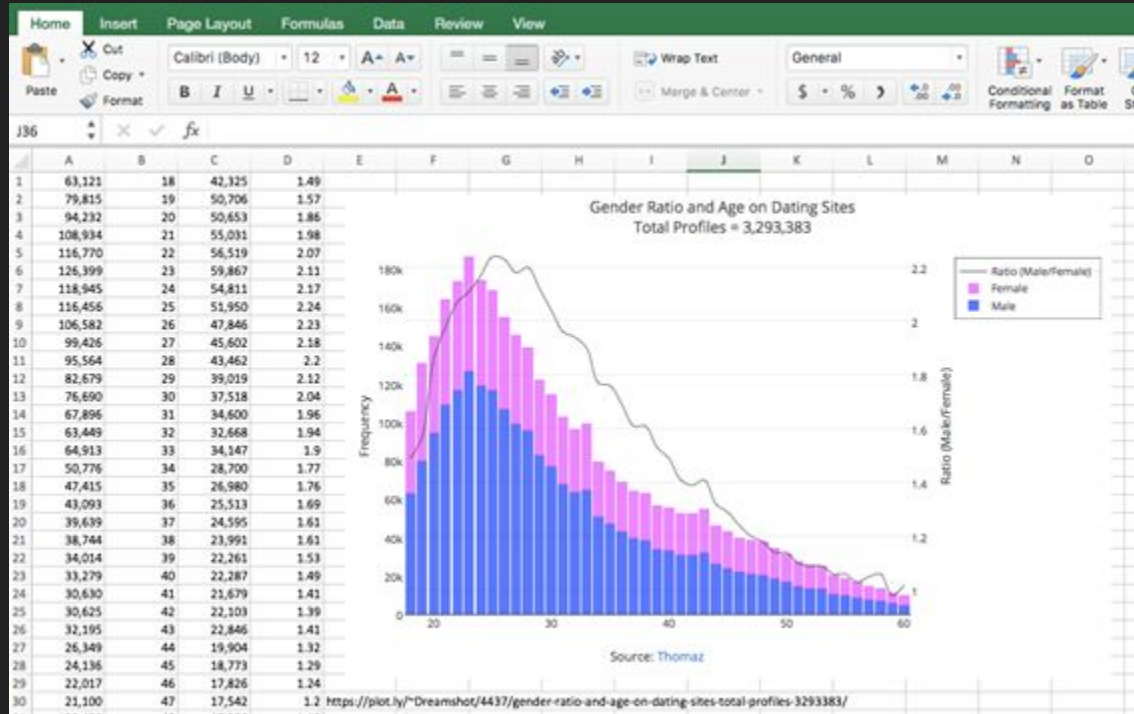 Home Insert Page Layout Formulas Data Review View
Paste
Cut
Copy
Format
Calibri (Body) 12 A A
B I U A
Wrap Text
Merge & Center
General
$ % )
Conditional Formatting
Format as Table
J36 fx
A B C D E F G H I J K L M N O
1 63,121 18 42,325 1.49
2 79,815 19 50,706 1.57
3 94,232 20 50,653 1.86
4 108,934 21 55,031 1.98
5 116,770 22 56,519 2.07
6 126,399 23 59,867 2.11
7 118,945 24 54,811 2.17
8 116,456 25 51,950 2.24
9 106,582 26 47,846 2.23
10 99,426 27 45,602 2.18
11 95,564 28 43,462 2.2
12 82,679 29 39,019 2.12
13 76,690 30 37,518 2.04
14 67,896 31 34,600 1.96
15 63,449 32 32,668 1.94
16 64,913 33 34,147 1.9
17 50,776 34 28,700 1.77
18 47,415 35 26,980 1.76
19 43,093 36 25,513 1.69
20 39,639 37 24,595 1.61
21 38,744 38 23,991 1.61
22 34,014 39 22,261 1.53
23 33,279 40 22,287 1.49
24 30,630 41 21,679 1.41
25 30,625 42 22,103 1.39
26 32,195 43 22,846 1.41
27 26,349 44 19,904 1.32
28 24,136 45 18,773 1.29
29 22,017 46 17,826 1.24
30 21,100 47 17,542 1.2 https://plot.ly/~Dreamshot/4437/gender-ratio-and-age-on-dating-sites-total-profiles-3293383/
Gender Ratio and Age on Dating Sites
Total Profiles = 3,293,383
Ratio (Male/Female)
Female
Male
Frequency
180k
160k
140k
120k
100k
80k
60k
40k
20k
0
20 30 40 50 60
2.2
2
1.8
1.6
1.4
1.2
1
Ratio (Male/Female)
Source: Thomaz